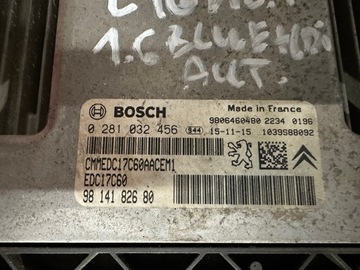 1.6 BLUEHDI
AUT.
BOSCH
Made in France
0 281 032 456
S44
9806460480 2234 0196
15-11-15 1039S88092
CMMEDC17C60AACEM1
EDC17C60
98 141 826 80